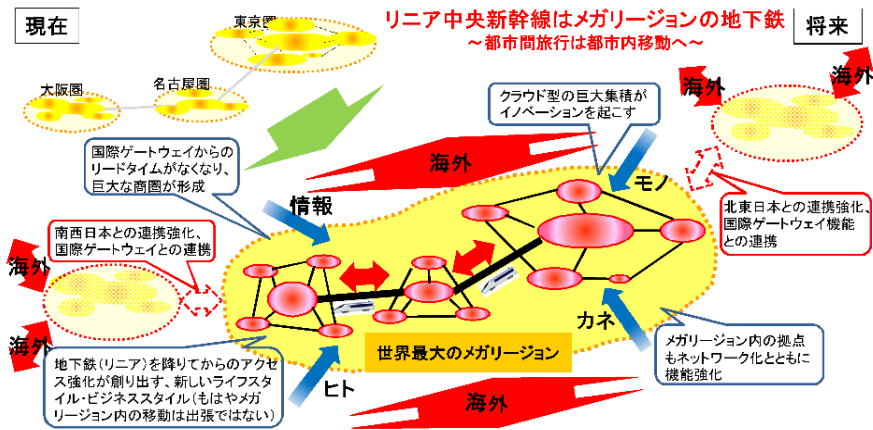 現在
東京圏
大阪圏
名古屋圏
リニア中央新幹線はメガリージョンの地下鉄
～都市間旅行は都市内移動へ～
将来
海外
海外
クラウド型の巨大集積が
イノベーションを起こす
国際ゲートウェイからの
リードタイムがなくなり、
巨大な商圏が形成
海外
モノ
情報
北東日本との連携強化、
国際ゲートウェイ機能
との連携
南西日本との連携強化、
国際ゲートウェイとの連携
海外
海外
カネ
世界最大のメガリージョン
メガリージョン内の拠点
もネットワーク化とともに
機能強化
地下鉄（リニア）を降りてからのアクセ
ス強化が創り出す、新しいライフスタ
イル・ビジネススタイル（もはやメガ
リージョン内の移動は出張ではない）
ヒト
海外